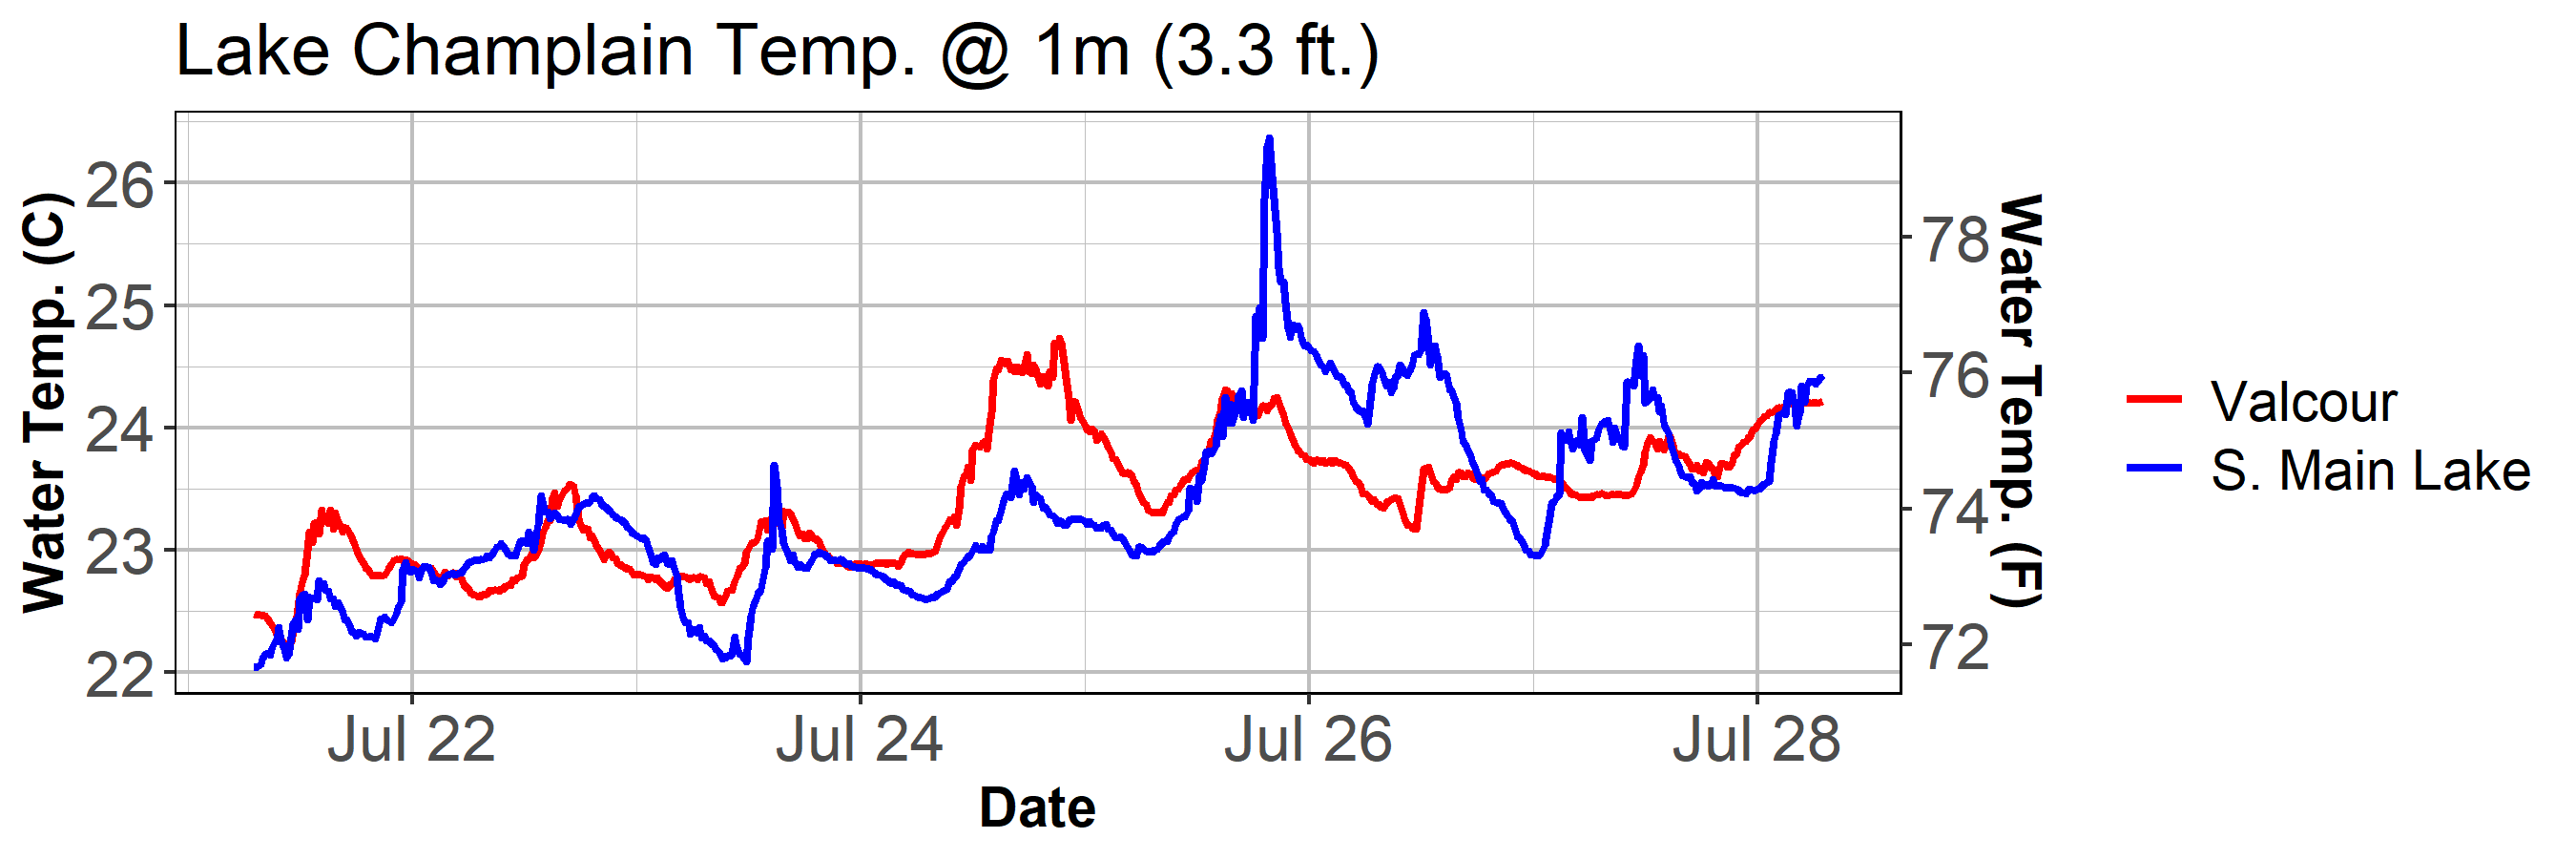 Lake Champlain Temp. @ 1m (3.3 ft.)
Water Temp. (C)
26
25
24
23
22
78
76
74
72
Water Temp. (F)
Jul 22
Jul 24
Jul 26
Jul 28
Date
Valcour
S. Main Lake